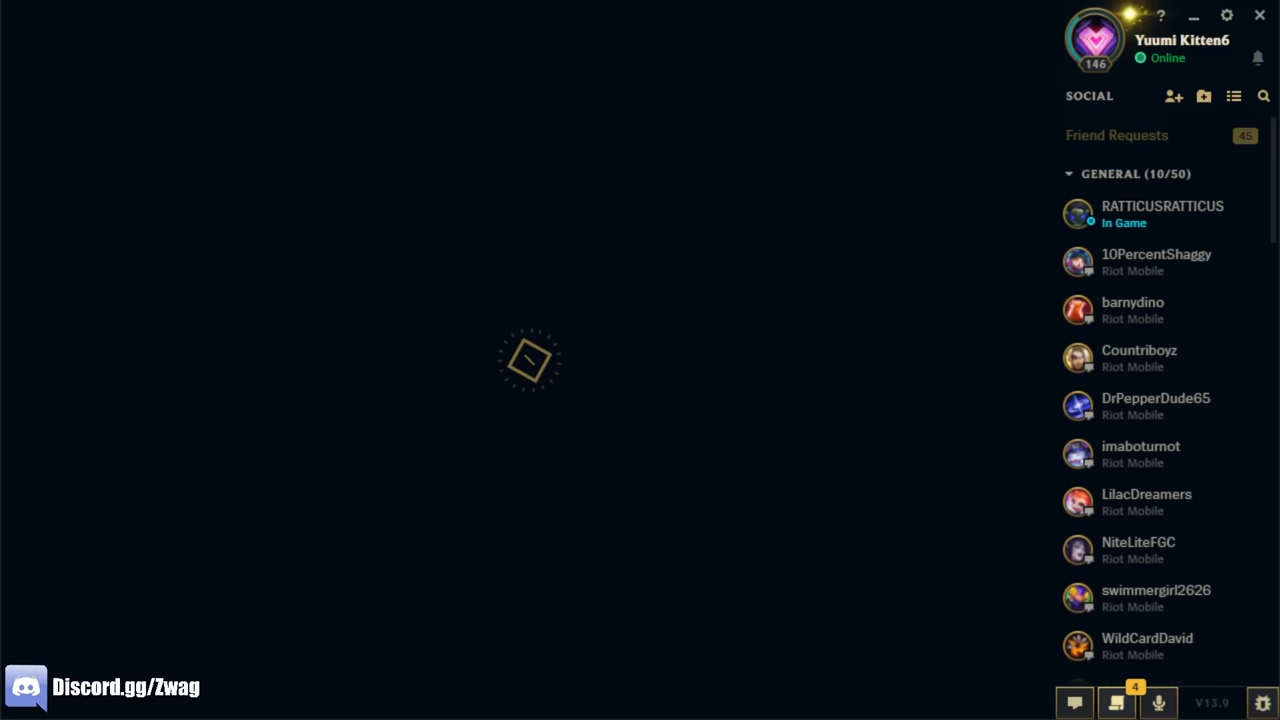 ?
Yuumi Kitten6
146
Online
SOCIAL
Friend Requests
45
GENERAL (10/50)
RATTICUSRATTICUS
In Game
10PercentShaggy
Riot Mobile
barnydino
Riot Mobile
Countriboyz
Riot Mobile
DrPepperDude65
Riot Mobile
imaboturnot
Riot Mobile
LilacDreamers
Riot Mobile
NiteLiteFGC
Riot Mobile
swimmergirl2626
Riot Mobile
WildCardDavid
Riot Mobile
Discord.gg/Zwag
4
V13.9